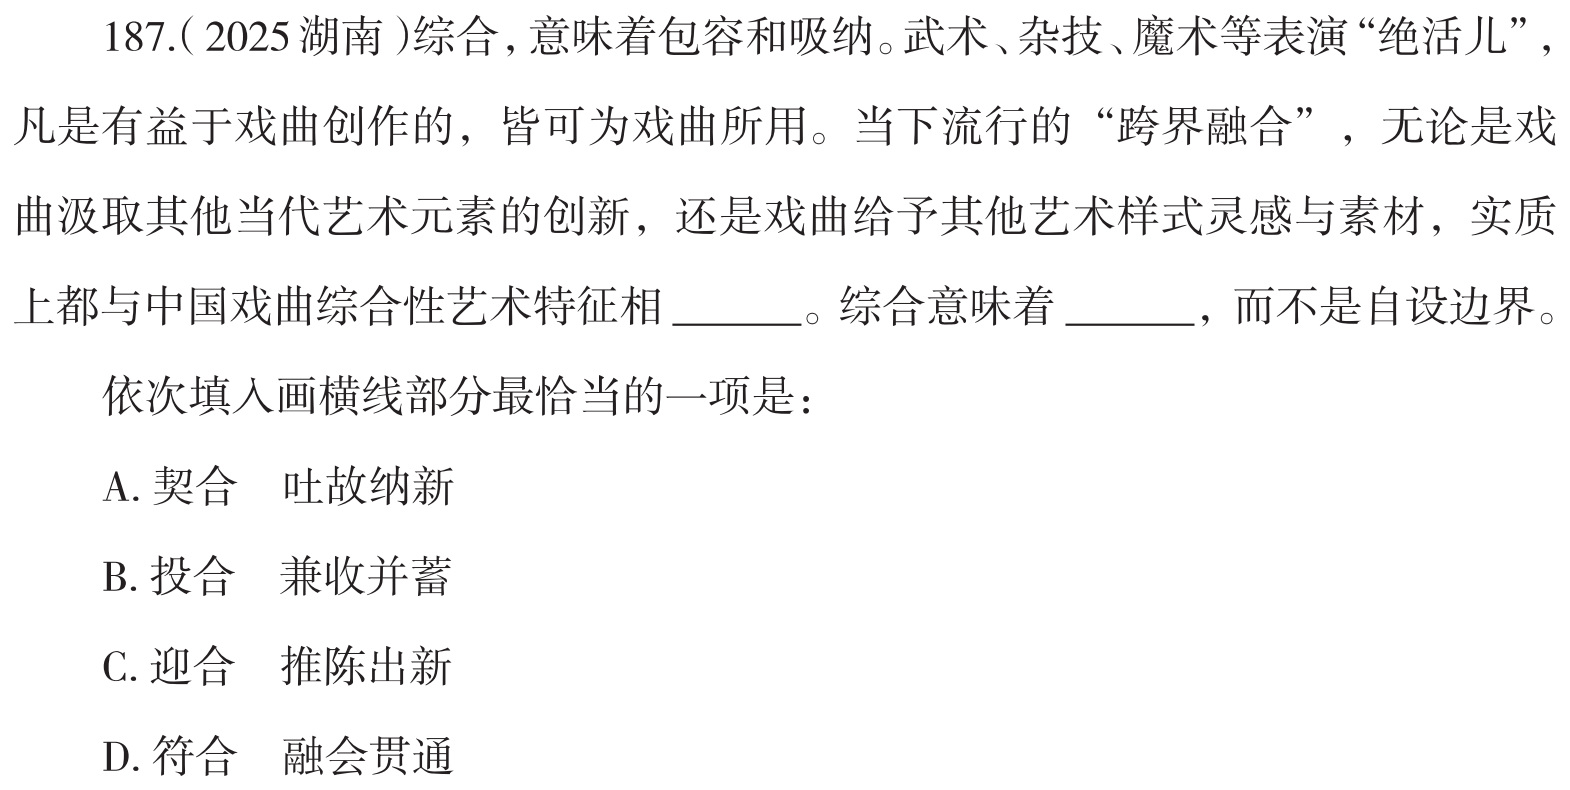 187.(2025湖南)综合,意味着包容和吸纳。武术、杂技、魔术等表演“绝活儿”,
凡是有益于戏曲创作的,皆可为戏曲所用。当下流行的“跨界融合”,无论是戏
曲汲取其他当代艺术元素的创新,还是戏曲给予其他艺术样式灵感与素材,实质
上都与中国戏曲综合性艺术特征相______。综合意味着______,而不是自设边界。
依次填入画横线部分最恰当的一项是:
A. 契合 吐故纳新
B. 投合 兼收并蓄
C. 迎合 推陈出新
D. 符合 融会贯通